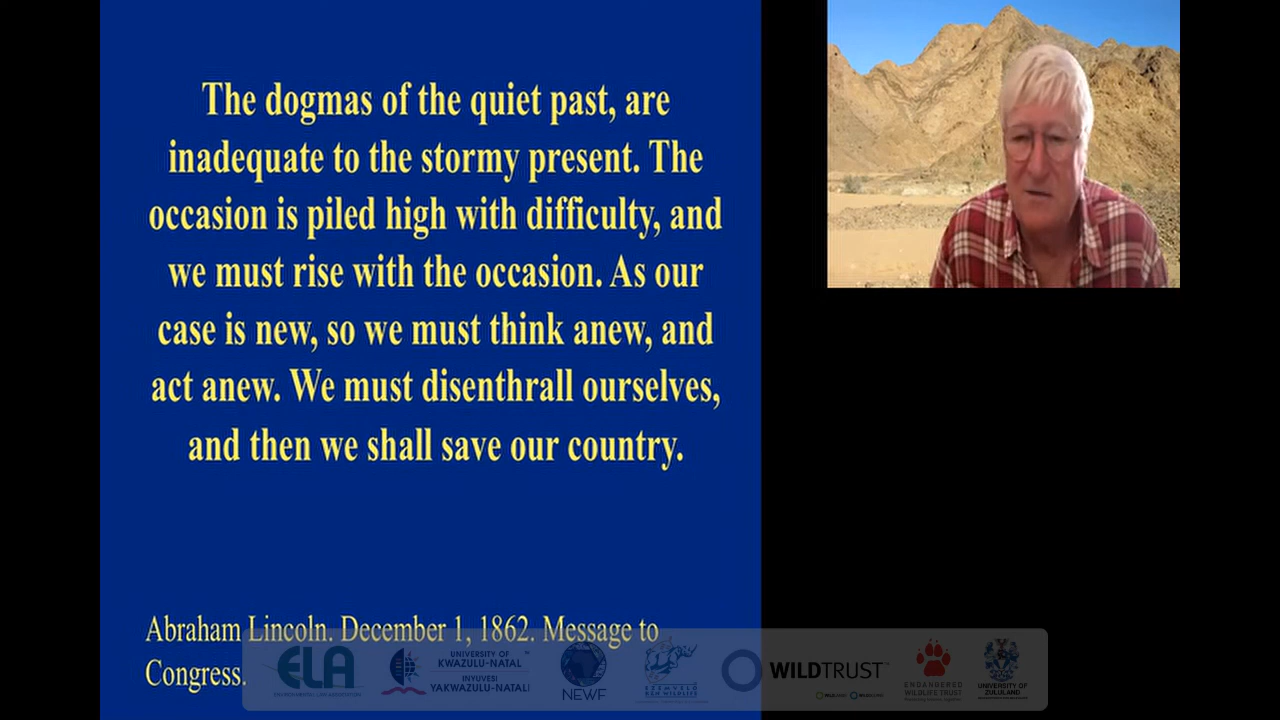 The dogmas of the quiet past, are
inadequate to the stormy present. The
occasion is piled high with difficulty, and
we must rise with the occasion. As our
case is new, so we must think anew, and
act anew. We must disenthrall ourselves,
and then we shall save our country.
Abraham Lincoln. December 1, 1862. Message to
Congress.
ELA
UNIVERSITY OF
KWAZULU-NATAL
INYUVESI
YAKWAZULU-NATALI
NEWF
EZEMVELO
KZN WILDLIFE
WILDTRUST
ENDANGERED
WILDLIFE TRUST
UNIVERSITY OF
ZULULAND